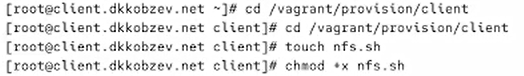 [root@client.dkkobzev.net ~]# cd /vagrant/provision/client
[root@client.dkkobzev.net client]# cd /vagrant/provision/client
[root@client.dkkobzev.net client]# touch nfs.sh
[root@client.dkkobzev.net client]# chmod +x nfs.sh